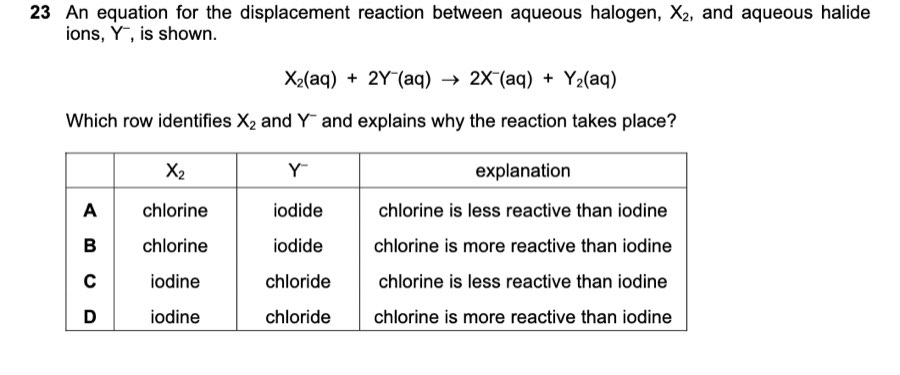 23 An equation for the displacement reaction between aqueous halogen, X₂, and aqueous halide
ions, Y⁻, is shown.
X₂(aq) + 2Y⁻(aq) → 2X⁻(aq) + Y₂(aq)
Which row identifies X₂ and Y⁻ and explains why the reaction takes place?
X₂ Y⁻ explanation
A chlorine iodide chlorine is less reactive than iodine
B chlorine iodide chlorine is more reactive than iodine
C iodine chloride chlorine is less reactive than iodine
D iodine chloride chlorine is more reactive than iodine